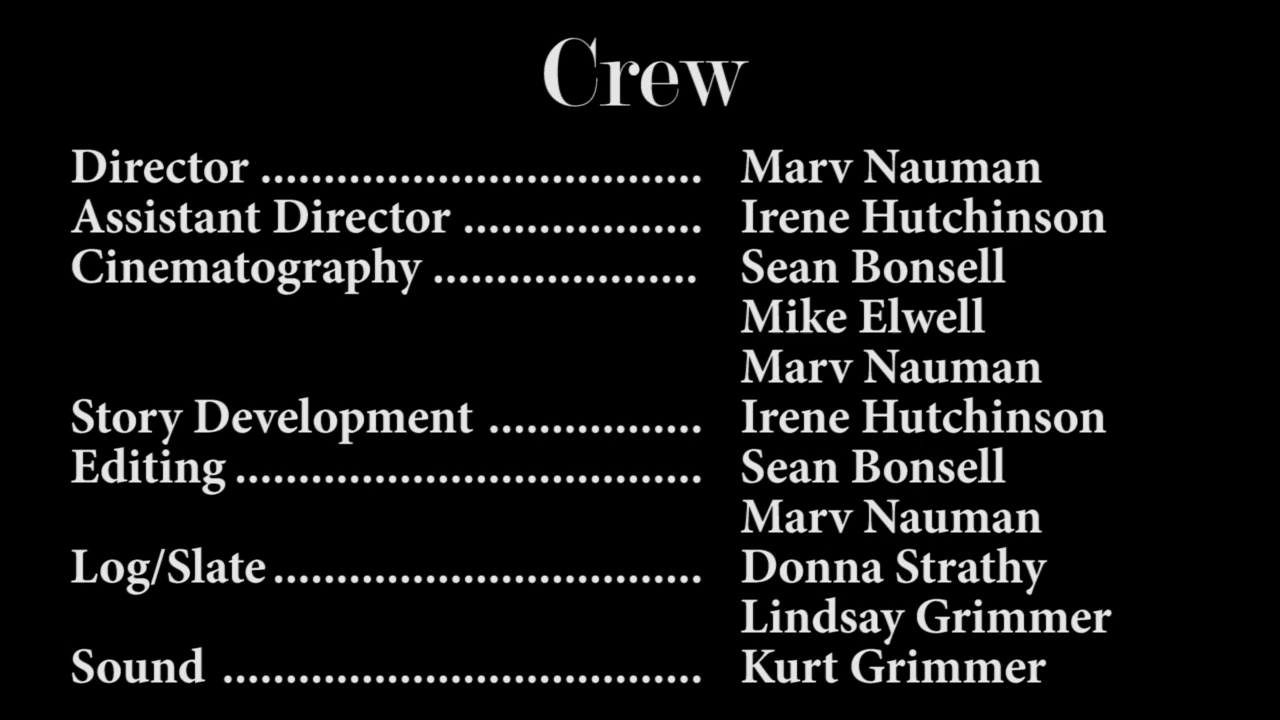 Crew
Director ................................... Marv Nauman
Assistant Director ................... Irene Hutchinson
Cinematography ..................... Sean Bonsell
Mike Elwell
Marv Nauman
Story Development ................. Irene Hutchinson
Editing ..................................... Sean Bonsell
Marv Nauman
Log/Slate .................................. Donna Strathy
Lindsay Grimmer
Sound ...................................... Kurt Grimmer